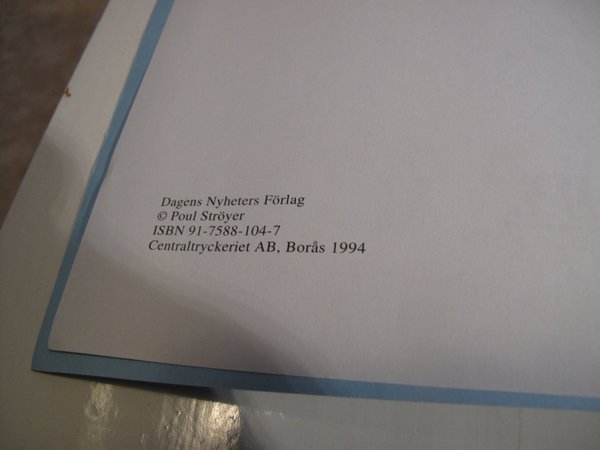 Dagens Nyheters Förlag
© Poul Ströyer
ISBN 91-7588-104-7
Centraltryckeriet AB, Borås 1994